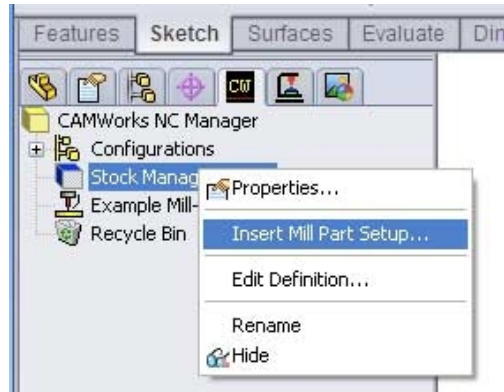 Features Sketch Surfaces Evaluate Din
CW
CAMWorks NC Manager
Configurations
Stock Manag
Properties...
Example Mill-
Insert Mill Part Setup...
Recycle Bin
Edit Definition...
Rename
Hide